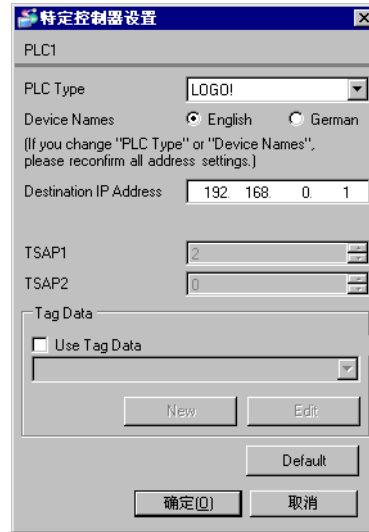 特定控制器设置
PLC1
PLC Type LOGO!
Device Names English German
(If you change "PLC Type" or "Device Names",
please reconfirm all address settings.)
Destination IP Address 192. 168. 0. 1
TSAP1 2
TSAP2 0
Tag Data
Use Tag Data
New Edit
Default
确定(O) 取消